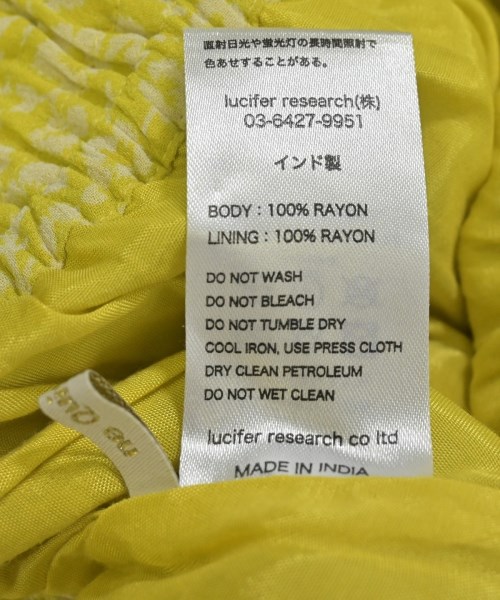 直射日光や蛍光灯の長時間照射で
色あせすることがある。
lucifer research(株)
03-6427-9951
インド製
BODY : 100% RAYON
LINING : 100% RAYON
DO NOT WASH
DO NOT BLEACH
DO NOT TUMBLE DRY
COOL IRON, USE PRESS CLOTH
DRY CLEAN PETROLEUM
DO NOT WET CLEAN
lucifer research co ltd
MADE IN INDIA